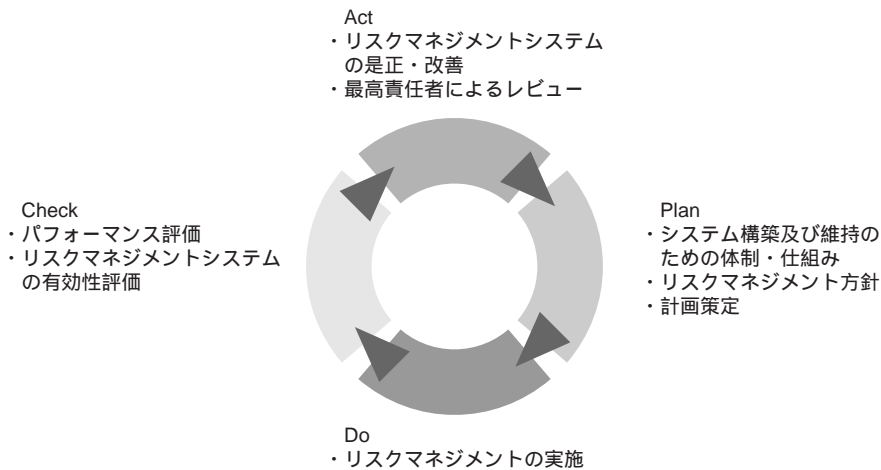 Act
・リスクマネジメントシステム
の是正・改善
・最高責任者によるレビュー
Check
・パフォーマンス評価
・リスクマネジメントシステム
の有効性評価
Plan
・システム構築及び維持の
ための体制・仕組み
・リスクマネジメント方針
・計画策定
Do
・リスクマネジメントの実施